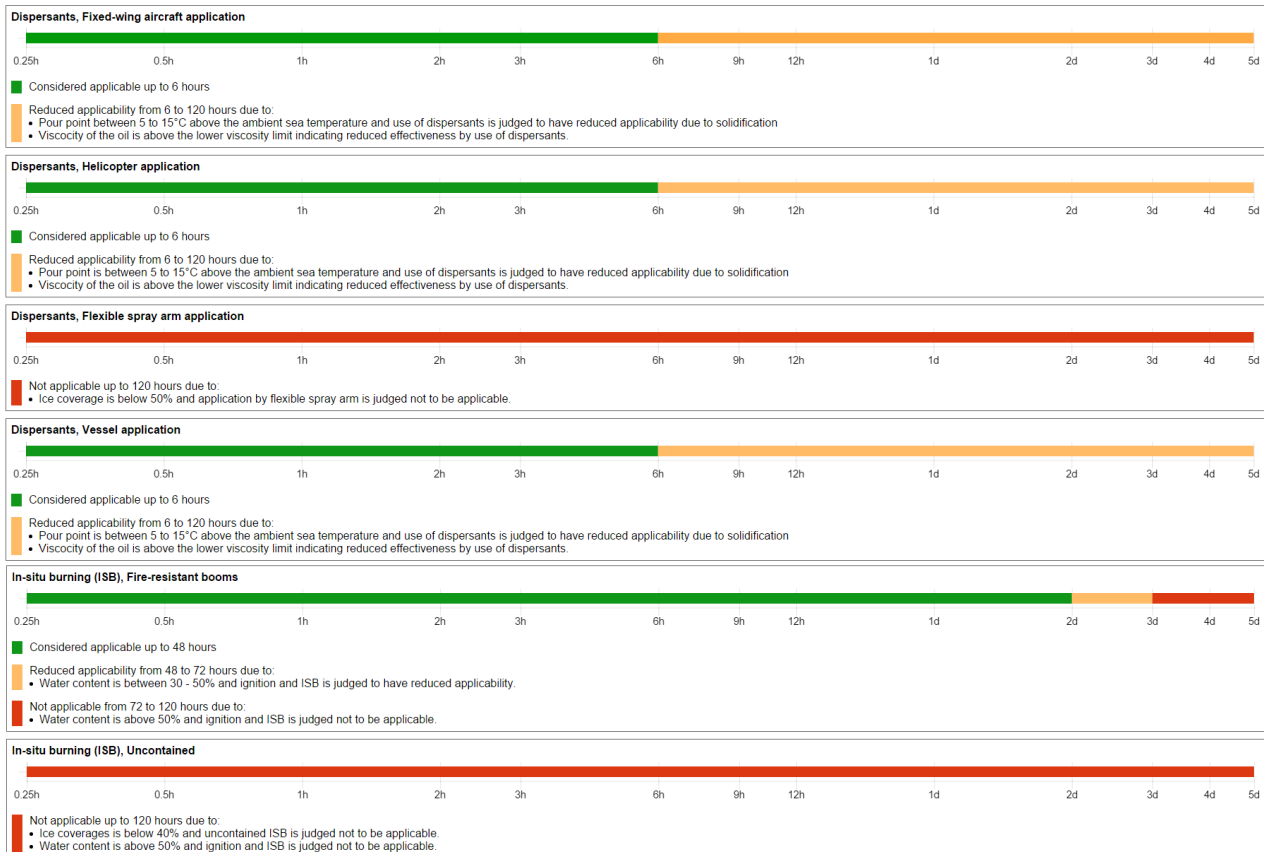 Dispersants, Fixed-wing aircraft application
0.25h 0.5h 1h 2h 3h 6h 9h 12h 1d 2d 3d 4d 5d
Considered applicable up to 6 hours
Reduced applicability from 6 to 120 hours due to:
• Pour point between 5 to 15°C above the ambient sea temperature and use of dispersants is judged to have reduced applicability due to solidification
• Viscocity of the oil is above the lower viscosity limit indicating reduced effectiveness by use of dispersants.
Dispersants, Helicopter application
0.25h 0.5h 1h 2h 3h 6h 9h 12h 1d 2d 3d 4d 5d
Considered applicable up to 6 hours
Reduced applicability from 6 to 120 hours due to:
• Pour point is between 5 to 15°C above the ambient sea temperature and use of dispersants is judged to have reduced applicability due to solidification
• Viscosity of the oil is above the lower viscosity limit indicating reduced effectiveness by use of dispersants.
Dispersants, Flexible spray arm application
0.25h 0.5h 1h 2h 3h 6h 9h 12h 1d 2d 3d 4d 5d
Not applicable up to 120 hours due to:
• Ice coverage is below 50% and application by flexible spray arm is judged not to be applicable.
Dispersants, Vessel application
0.25h 0.5h 1h 2h 3h 6h 9h 12h 1d 2d 3d 4d 5d
Considered applicable up to 6 hours
Reduced applicability from 6 to 120 hours due to:
• Pour point is between 5 to 15°C above the ambient sea temperature and use of dispersants is judged to have reduced applicability due to solidification
• Viscosity of the oil is above the lower viscosity limit indicating reduced effectiveness by use of dispersants.
In-situ burning (ISB), Fire-resistant booms
0.25h 0.5h 1h 2h 3h 6h 9h 12h 1d 2d 3d 4d 5d
Considered applicable up to 48 hours
Reduced applicability from 48 to 72 hours due to:
• Water content is between 30 - 50% and ignition and ISB is judged to have reduced applicability.
Not applicable from 72 to 120 hours due to:
• Water content is above 50% and ignition and ISB is judged not to be applicable.
In-situ burning (ISB), Uncontained
0.25h 0.5h 1h 2h 3h 6h 9h 12h 1d 2d 3d 4d 5d
Not applicable up to 120 hours due to:
• Ice coverages is below 40% and uncontained ISB is judged not to be applicable.
• Water content is above 50% and ignition and ISB is judged not to be applicable.